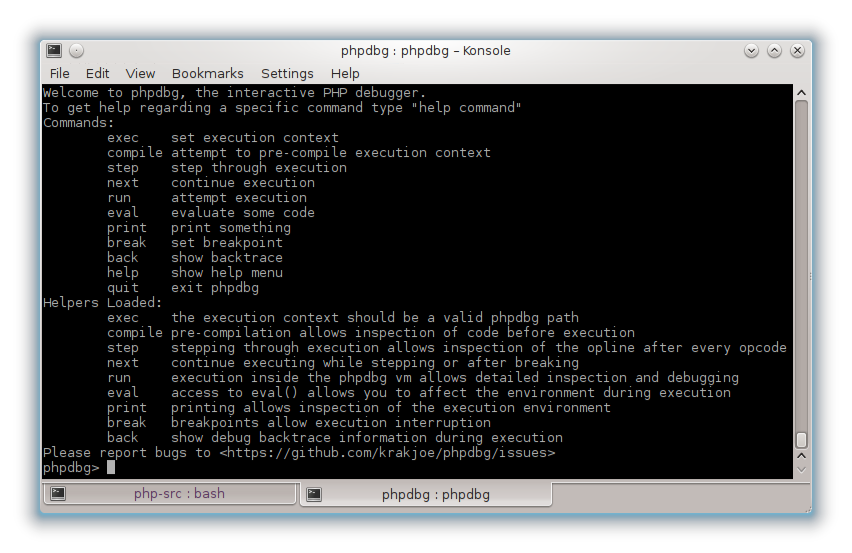 phpdbg : phpdbg – Konsole
File Edit View Bookmarks Settings Help
Welcome to phpdbg, the interactive PHP debugger.
To get help regarding a specific command type "help command"
Commands:
exec set execution context
compile attempt to pre-compile execution context
step step through execution
next continue execution
run attempt execution
eval evaluate some code
print print something
break set breakpoint
back show backtrace
help show help menu
quit exit phpdbg
Helpers Loaded:
exec the execution context should be a valid phpdbg path
compile pre-compilation allows inspection of code before execution
step stepping through execution allows inspection of the opline after every opcode
next continue executing while stepping or after breaking
run execution inside the phpdbg vm allows detailed inspection and debugging
eval access to eval() allows you to affect the environment during execution
print printing allows inspection of the execution environment
break breakpoints allow execution interruption
back show debug backtrace information during execution
Please report bugs to <https://github.com/krakjoe/phpdbg/issues>
phpdbg>
php-src : bash phpdbg : phpdbg